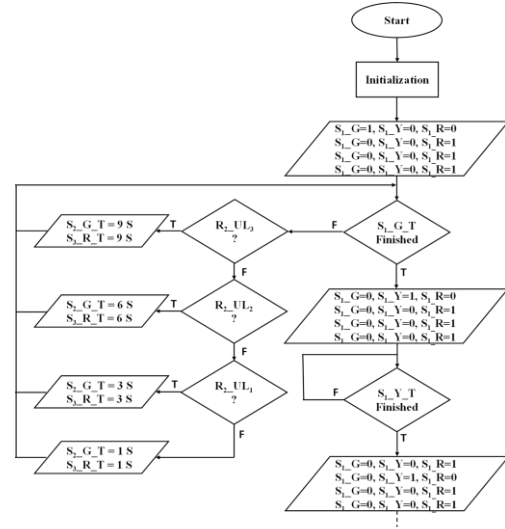 Start
Initialization
S₁_G=1, S₁_Y=0, S₁_R=0
S₁_G=0, S₁_Y=0, S₁_R=1
S₁_G=0, S₁_Y=0, S₁_R=1
S₁_G=0, S₁_Y=0, S₁_R=1
S₁_G_T
Finished
F
T
R₂_UL₃
?
T
F
S₂_G_T = 9 S
S₃_R_T = 9 S
R₂_UL₂
?
T
F
S₂_G_T = 6 S
S₃_R_T = 6 S
R₂_UL₁
?
T
F
S₂_G_T = 3 S
S₃_R_T = 3 S
S₂_G_T = 1 S
S₃_R_T = 1 S
S₁_G=0, S₁_Y=1, S₁_R=0
S₁_G=0, S₁_Y=0, S₁_R=1
S₁_G=0, S₁_Y=0, S₁_R=1
S₁_G=0, S₁_Y=0, S₁_R=1
S₁_Y_T
Finished
F
T
S₁_G=0, S₁_Y=0, S₁_R=1
S₁_G=0, S₁_Y=1, S₁_R=0
S₁_G=0, S₁_Y=0, S₁_R=1
S₁_G=0, S₁_Y=0, S₁_R=1